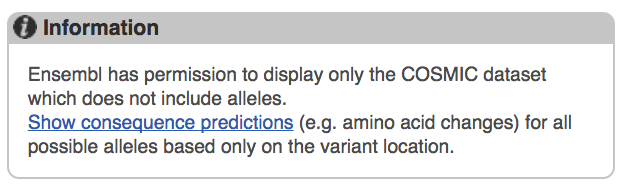 Information
Ensembl has permission to display only the COSMIC dataset
which does not include alleles.
Show consequence predictions (e.g. amino acid changes) for all
possible alleles based only on the variant location.